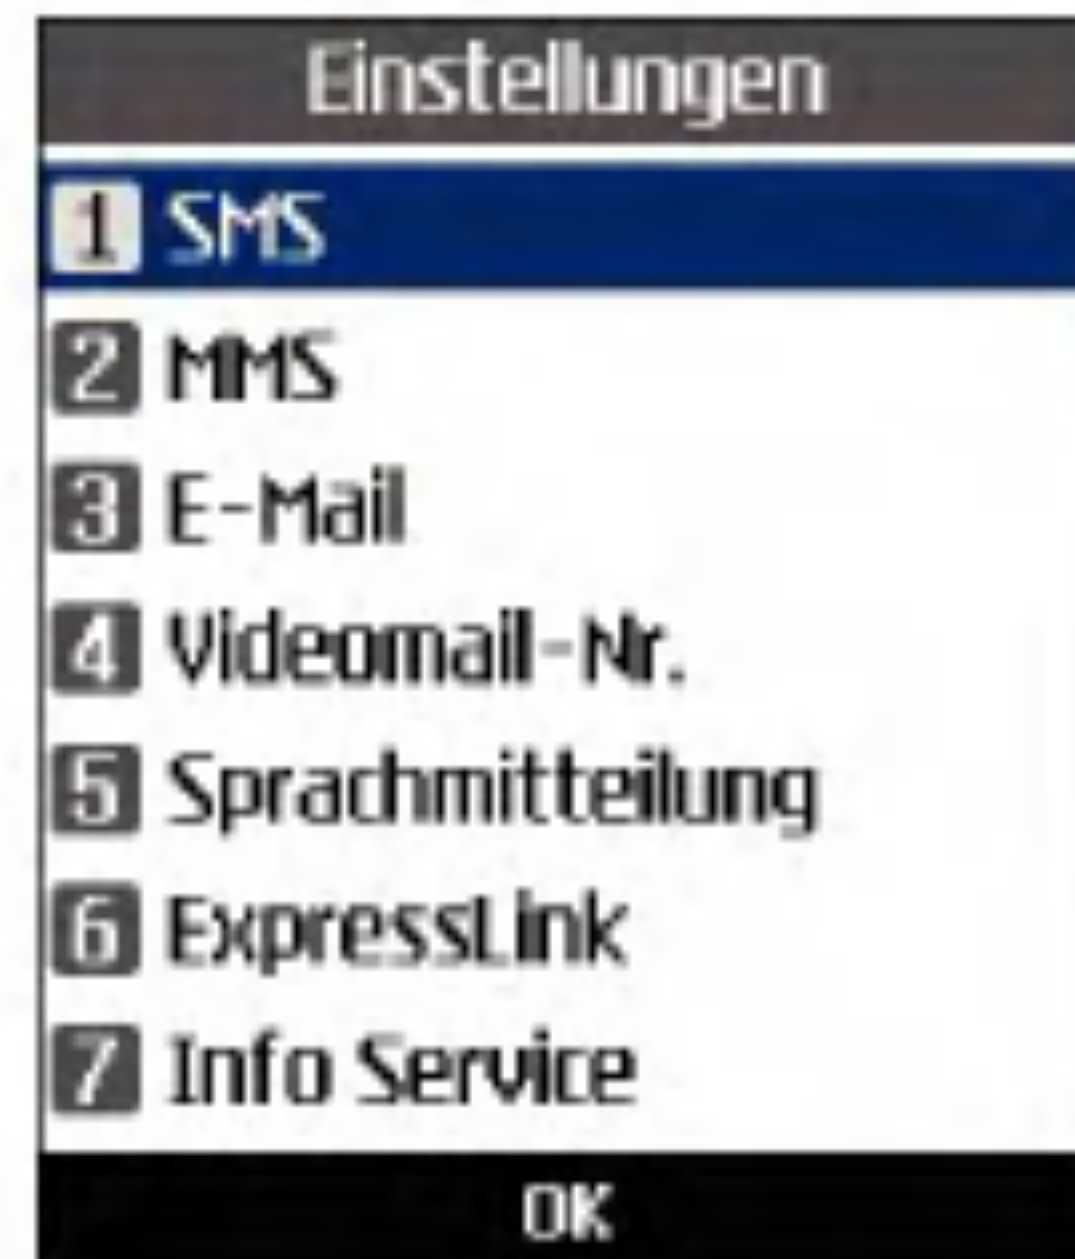 Einstellungen
1 SMS
2 MMS
3 E-Mail
4 Videomail-Nr.
5 Sprachmitteilung
6 ExpressLink
7 Info Service
OK